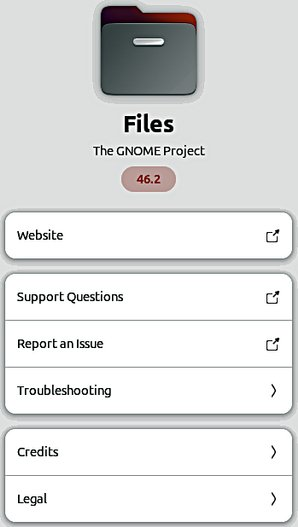 Files
The GNOME Project
46.2
Website
Support Questions
Report an Issue
Troubleshooting
Credits
Legal